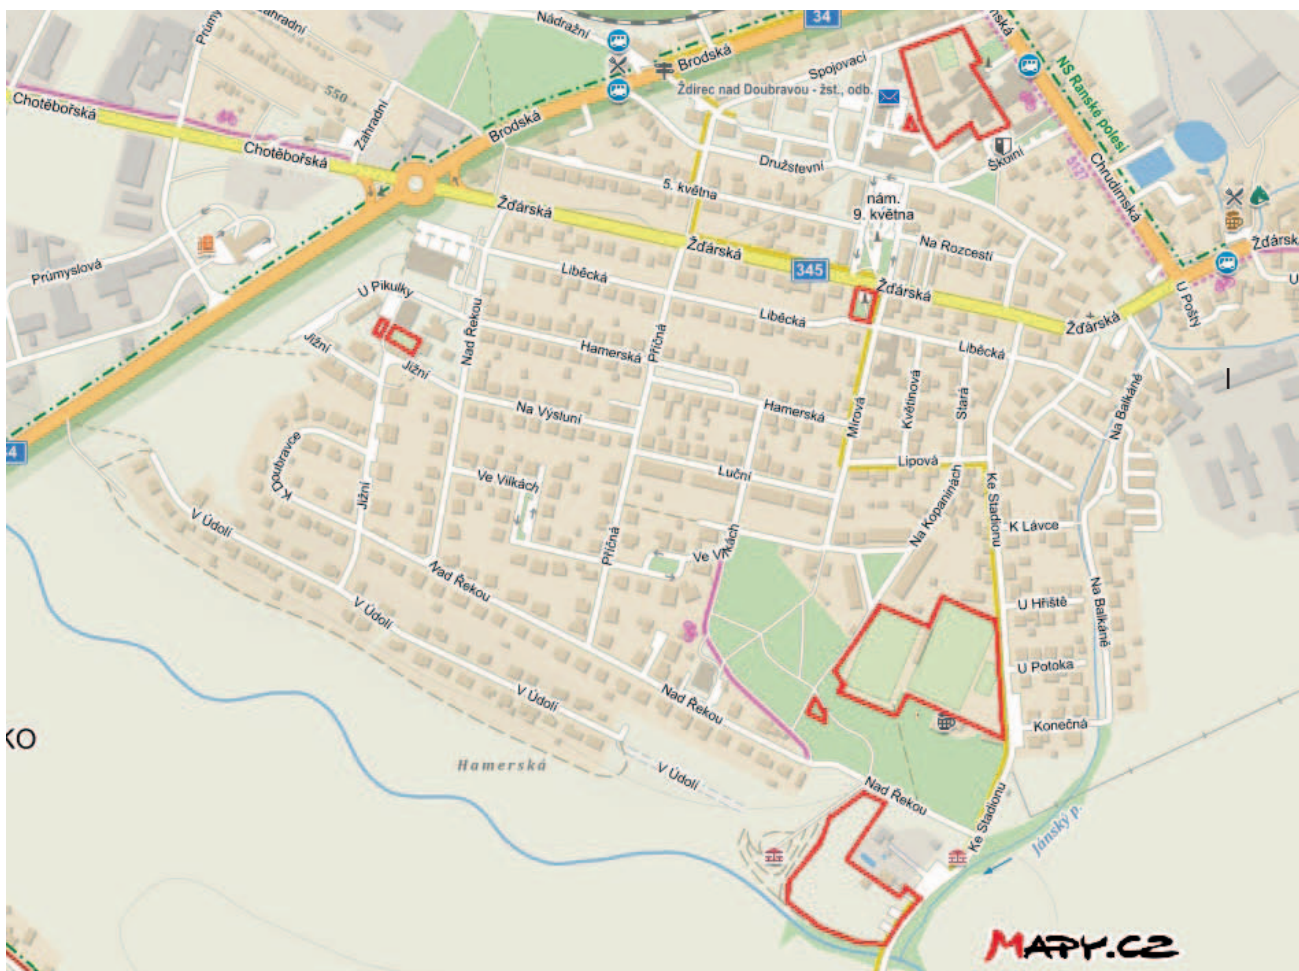 34
Nádražní
Zahradní
Brodská
Spojovací
Ždírec nad Doubravou - žst., odb.
NS Ranské polesí
550
Chotěbořská
Zahradní
Brodská
Chotěbořská
Družstevní
Školní
Chrudimská
5. května
nám.
9. května
Žďárská
Na Rozcestí
Žďárská
345
Průmyslová
Liběcká
U Pikulky
Žďárská
U Pošty
Liběcká
Žďárská
Jižní
Nad Řekou
Příčná
Hamerská
Liběcká
Jižní
I
Na Výsluní
Hamerská
Mírová
Květinová
Stará
Na Balkáně
K Doubravce
Luční
Lipová
Ve Vilkách
Jižní
V Údolí
Na Kopaninách
Ke Stadionu
K Lávce
Příčná
Ve Vilkách
Nad Řekou
V Údolí
U Hřiště
Na Balkáně
U Potoka
V Údolí
Nad Řekou
Konečná
KO
Hamerská
V Údolí
Nad Řekou
Ke Stadionu
Jánský p.
MAPY.CZ